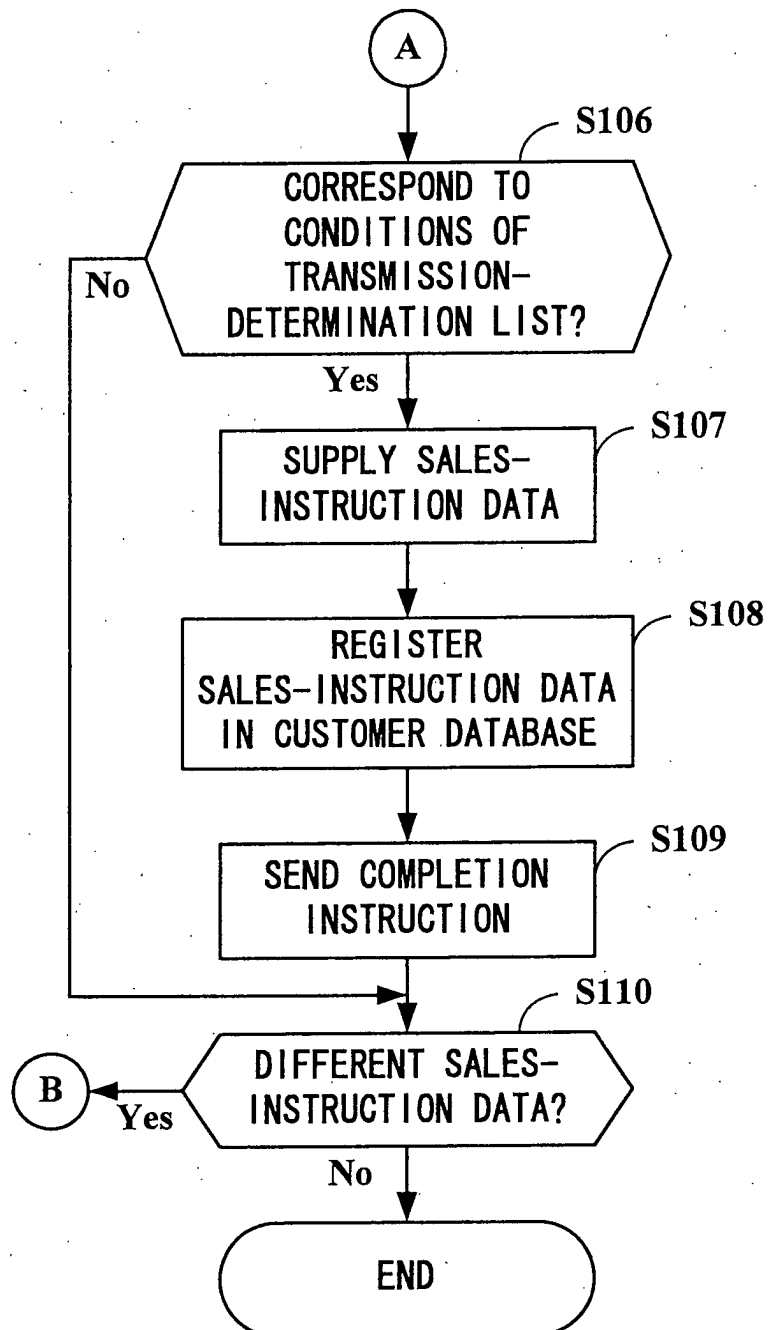 A
S106
CORRESPOND TO
CONDITIONS OF
TRANSMISSION-
DETERMINATION LIST?
No
Yes
S107
SUPPLY SALES-
INSTRUCTION DATA
S108
REGISTER
SALES-INSTRUCTION DATA
IN CUSTOMER DATABASE
S109
SEND COMPLETION
INSTRUCTION
S110
DIFFERENT SALES-
INSTRUCTION DATA?
B
Yes
No
END